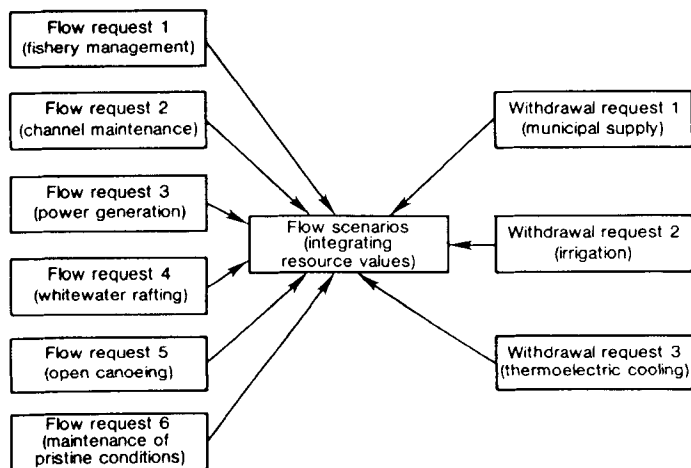 Flow request 1
(fishery management)
Flow request 2
(channel maintenance)
Flow request 3
(power generation)
Flow request 4
(whitewater rafting)
Flow request 5
(open canoeing)
Flow request 6
(maintenance of
pristine conditions)
Flow scenarios
(integrating
resource values)
Withdrawal request 1
(municipal supply)
Withdrawal request 2
(irrigation)
Withdrawal request 3
(thermoelectric cooling)